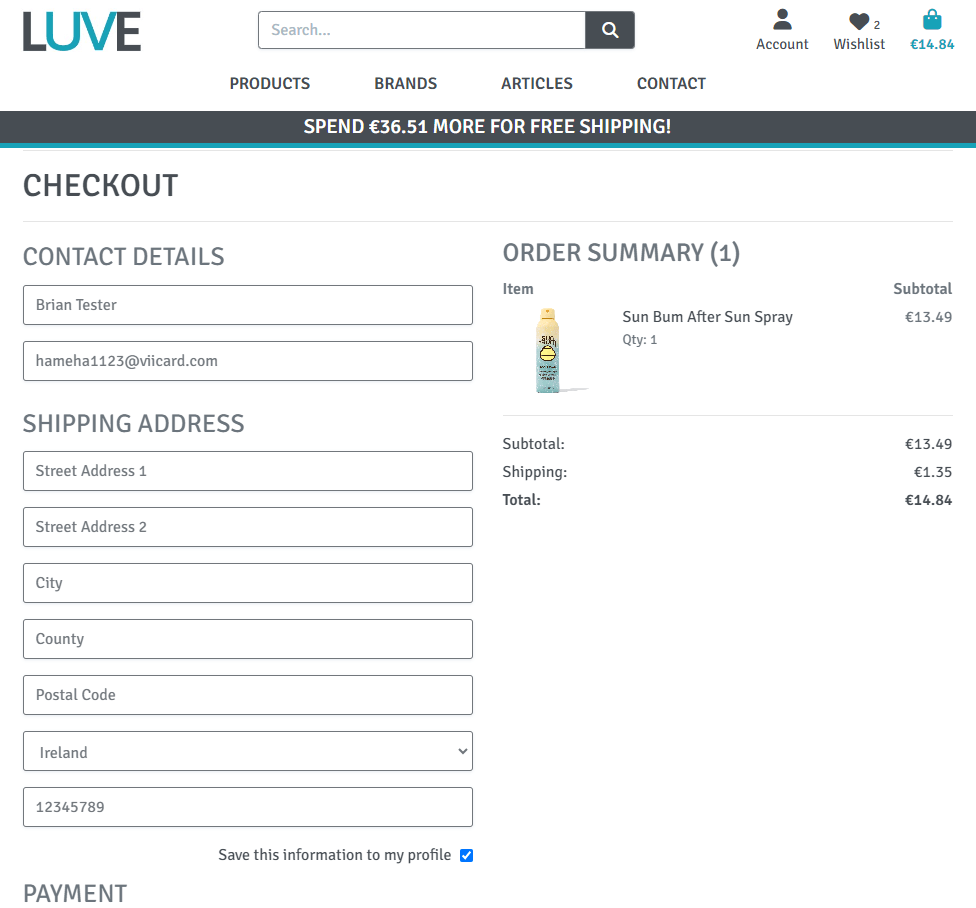 LUVE
Search...
Account
Wishlist
2
€14.84
PRODUCTS
BRANDS
ARTICLES
CONTACT
SPEND €36.51 MORE FOR FREE SHIPPING!
CHECKOUT
CONTACT DETAILS
Brian Tester
hameha1123@viicard.com
SHIPPING ADDRESS
Street Address 1
Street Address 2
City
County
Postal Code
Ireland
12345789
Save this information to my profile
PAYMENT
ORDER SUMMARY (1)
Item Subtotal
Sun Bum After Sun Spray €13.49
Qty: 1
Subtotal: €13.49
Shipping: €1.35
Total: €14.84